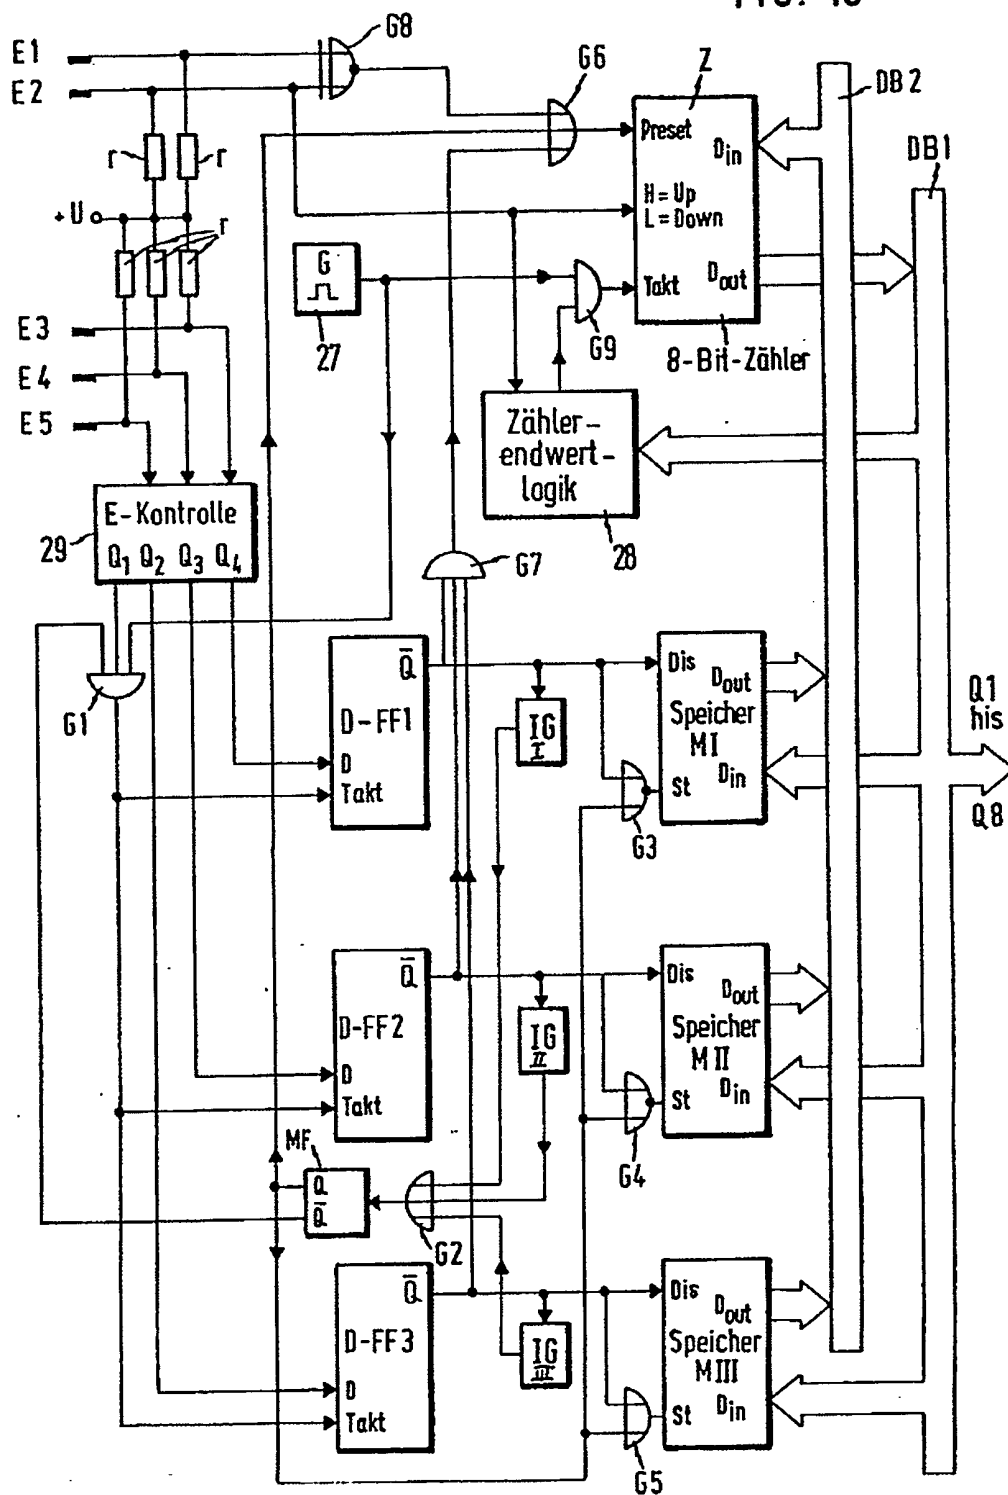 G8
E1
E2
G6
Z
DB2
DB1
r
r
Preset
Din
+U
r
H=Up
L=Down
G
Takt
Dout
27
G9
8-Bit-Zähler
E3
E4
E5
Zähler-
endwert-
logik
28
E-Kontrolle
29
Q1 Q2 Q3 Q4
G7
G1
Q̅
D-FF1
D
Takt
IG
I
Dis
Dout
Speicher
MI
Din
St
G3
Q1
his
Q8
Q̅
D-FF2
D
Takt
IG
II
Dis
Dout
Speicher
MII
Din
St
G4
MF
Q
Q̅
G2
Q̅
D-FF3
D
Takt
IG
III
Dis
Dout
Speicher
MIII
Din
St
G5